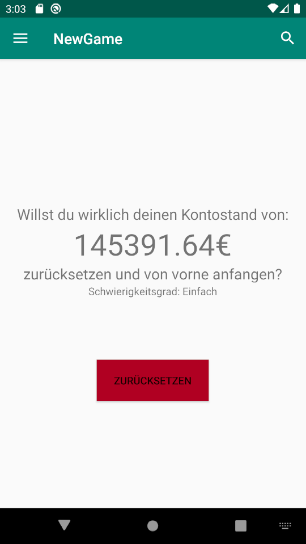 3:03
NewGame
Willst du wirklich deinen Kontostand von:
145391.64€
zurücksetzen und von vorne anfangen?
Schwierigkeitsgrad: Einfach
ZURÜCKSETZEN